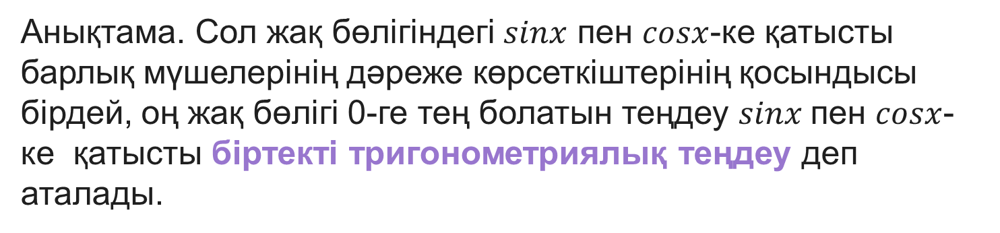 Анықтама. Сол жақ бөлігіндегі sinx пен cosx-ке қатысты
барлық мүшелерінің дәреже көрсеткіштерінің қосындысы
бірдей, оң жақ бөлігі 0-ге тең болатын теңдеу sinx пен cosx-
ке қатысты біртекті тригонометриялық теңдеу деп
аталады.